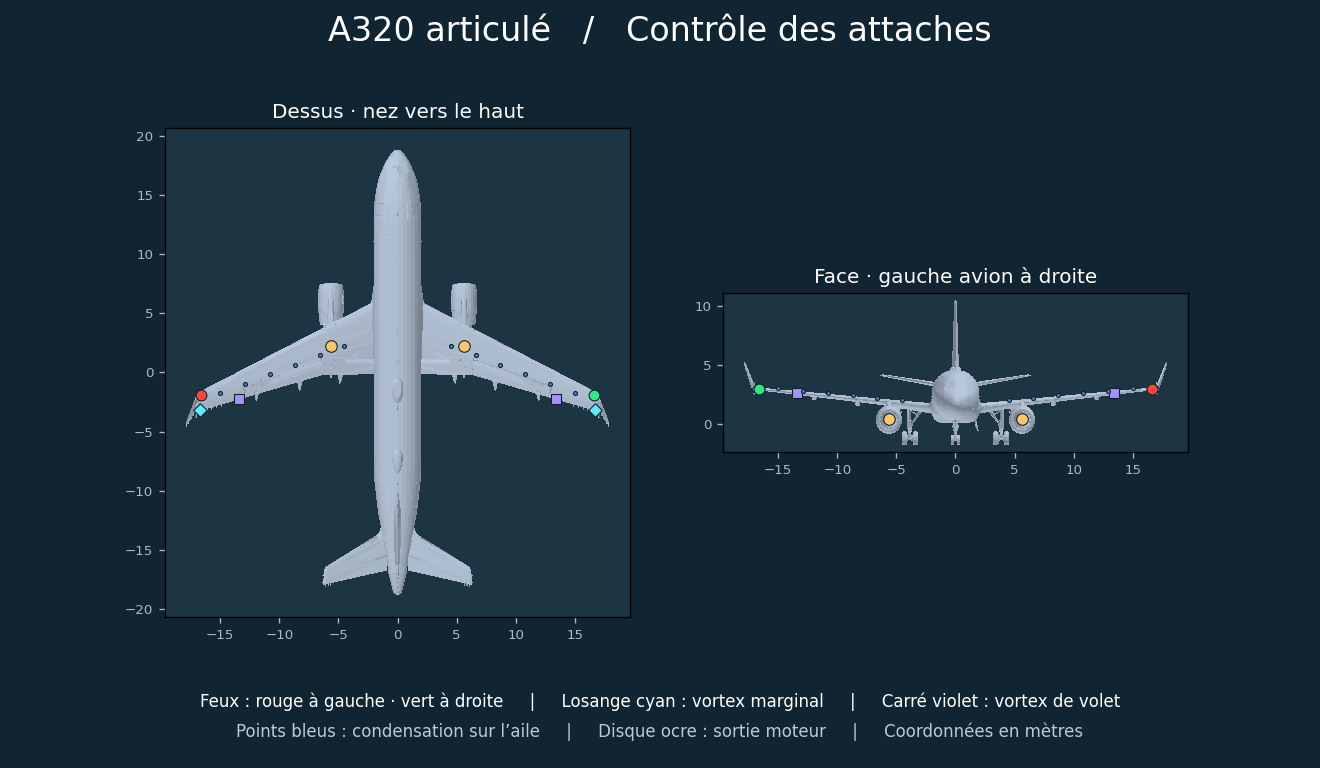 A320 articulé / Contrôle des attaches
Dessus · nez vers le haut
20
15
10
5
0
−5
−10
−15
−20
−15 −10 −5 0 5 10 15
Face · gauche avion à droite
10
5
0
−15 −10 −5 0 5 10 15
Feux : rouge à gauche · vert à droite | Losange cyan : vortex marginal | Carré violet : vortex de volet
Points bleus : condensation sur l’aile | Disque ocre : sortie moteur | Coordonnées en mètres